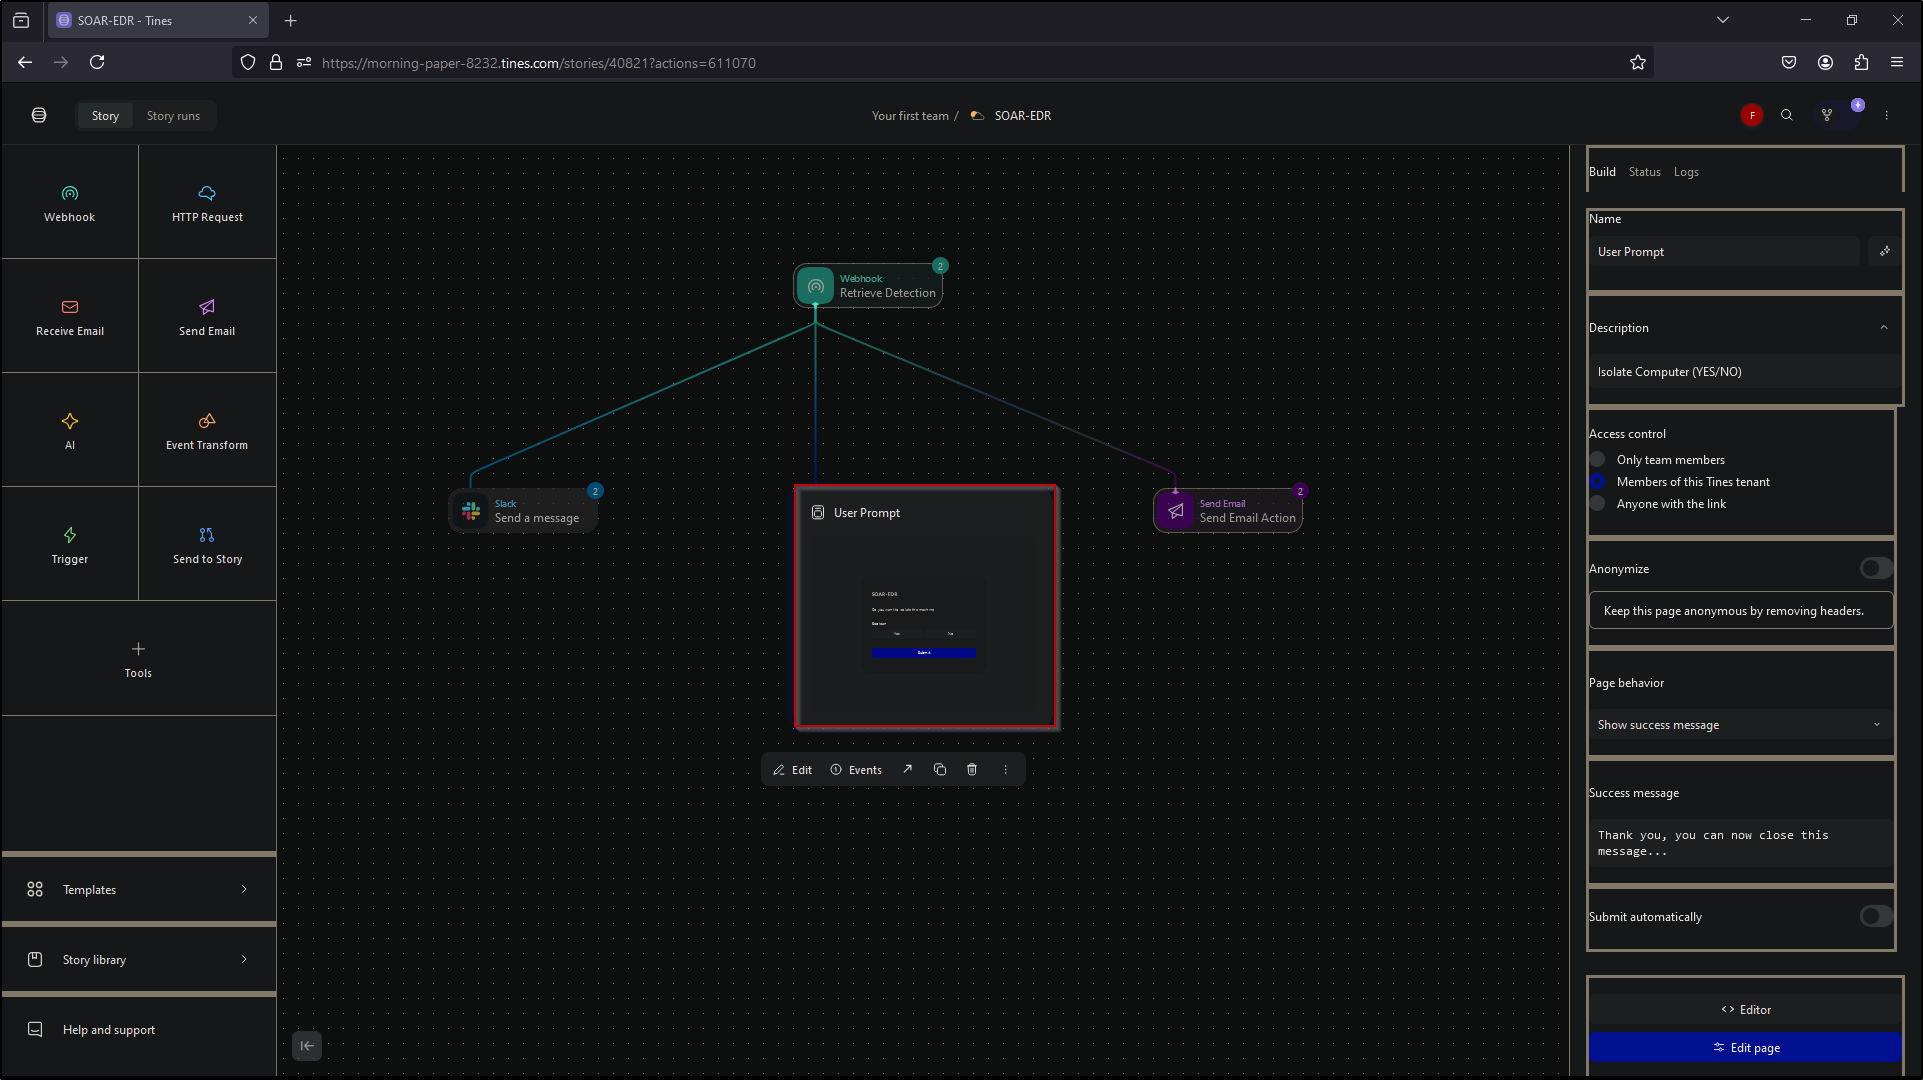 SOAR-EDR - Tines
https://morning-paper-8232.tines.com/stories/40821?actions=611070
Story
Story runs
Your first team /
SOAR-EDR
F
Build
Status
Logs
Webhook
HTTP Request
Receive Email
Send Email
AI
Event Transform
Trigger
Send to Story
Tools
Templates
Story library
Help and support
2
Webhook
Retrieve Detection
2
Slack
Send a message
User Prompt
SOAR-EDR
Yes
No
Submit
2
Send Email
Send Email Action
Edit
Events
Name
User Prompt
Description
Isolate Computer (YES/NO)
Access control
Only team members
Members of this Tines tenant
Anyone with the link
Anonymize
Keep this page anonymous by removing headers.
Page behavior
Show success message
Success message
Thank you, you can now close this
message...
Submit automatically
Editor
Edit page